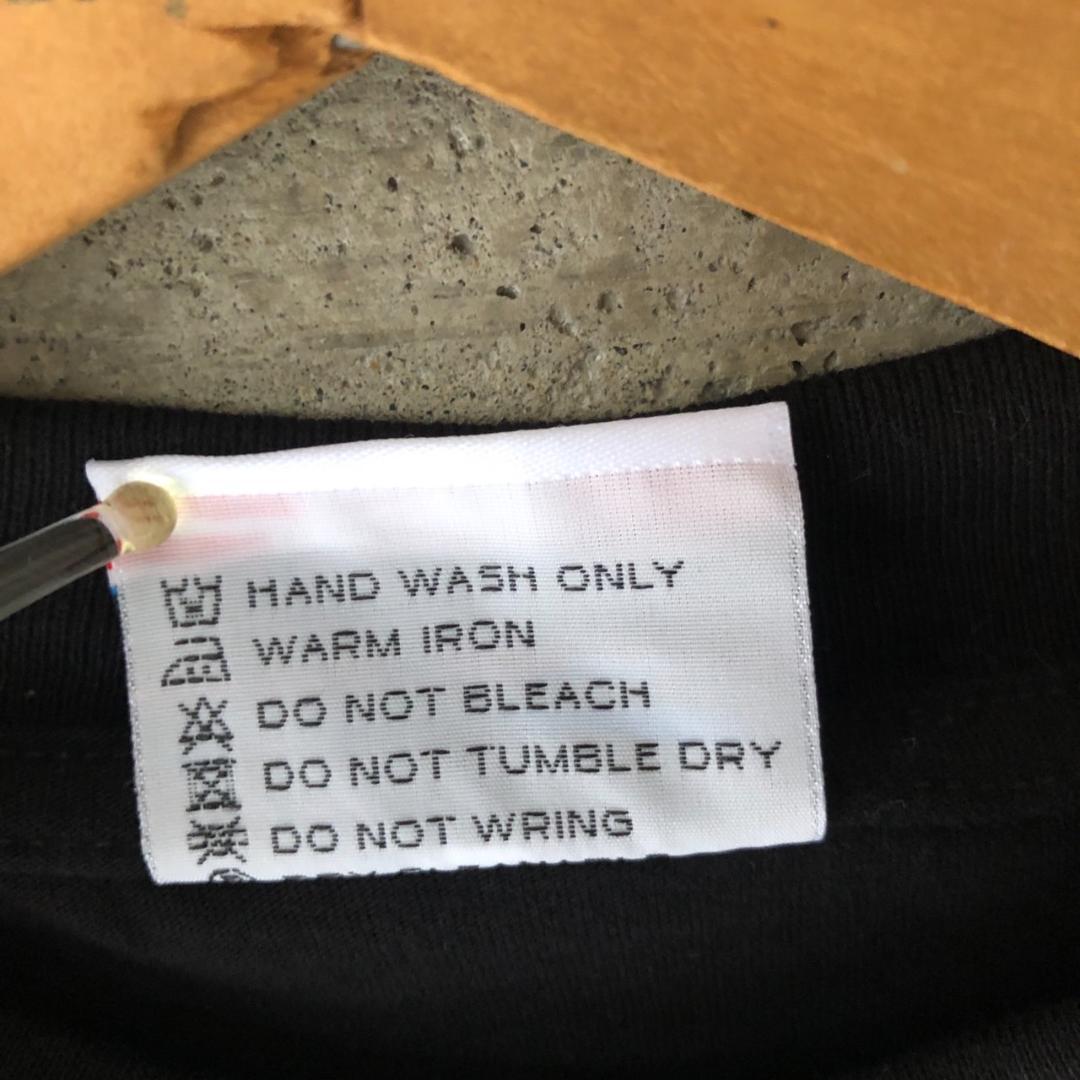 HAND WASH ONLY
WARM IRON
DO NOT BLEACH
DO NOT TUMBLE DRY
DO NOT WRING